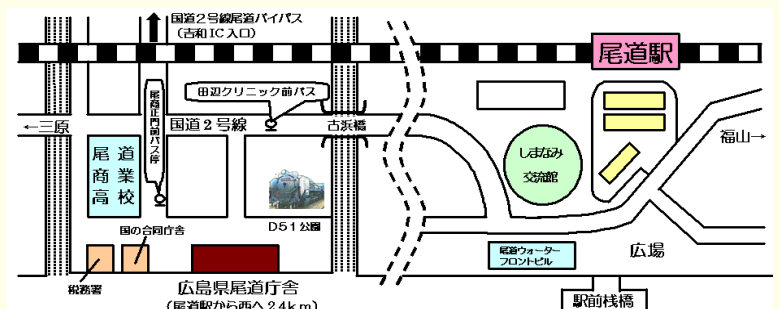 国道2号線尾道バイパス
(吉和IC入口)
尾道駅
田辺クリニック前バス
尾商正門前バス停
←三原
国道2号線
古浜橋
福山→
尾道
商業
高校
しまなみ
交流館
D51公園
国の合同庁舎
尾道ウォーター
フロントビル
広場
税務署
広島県尾道庁舎
(尾道駅から西へ2.4km)
駅前桟橋